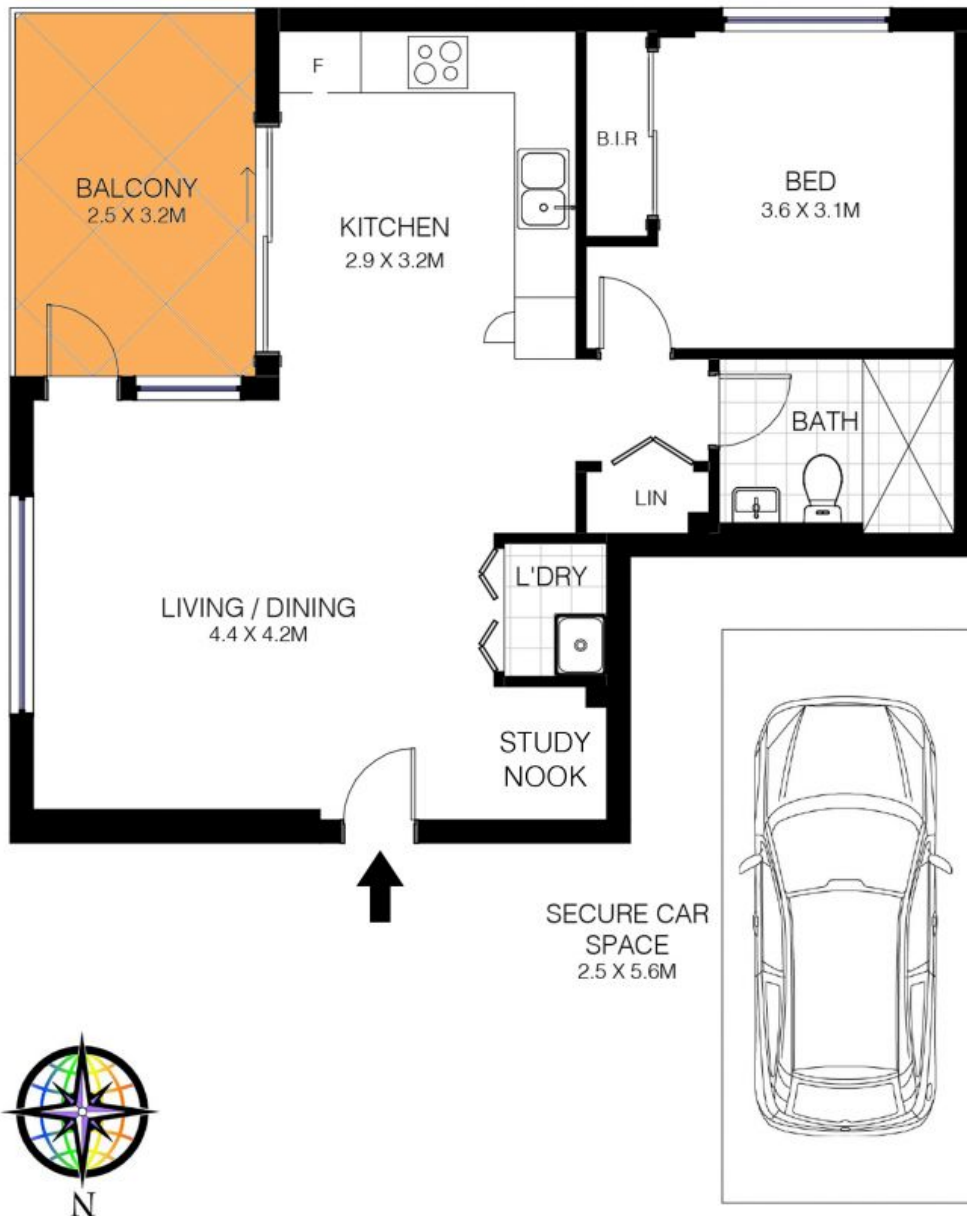 F
BALCONY
2.5 X 3.2M
KITCHEN
2.9 X 3.2M
B.I.R
BED
3.6 X 3.1M
BATH
LIN
L'DRY
LIVING / DINING
4.4 X 4.2M
STUDY
NOOK
SECURE CAR
SPACE
2.5 X 5.6M
N